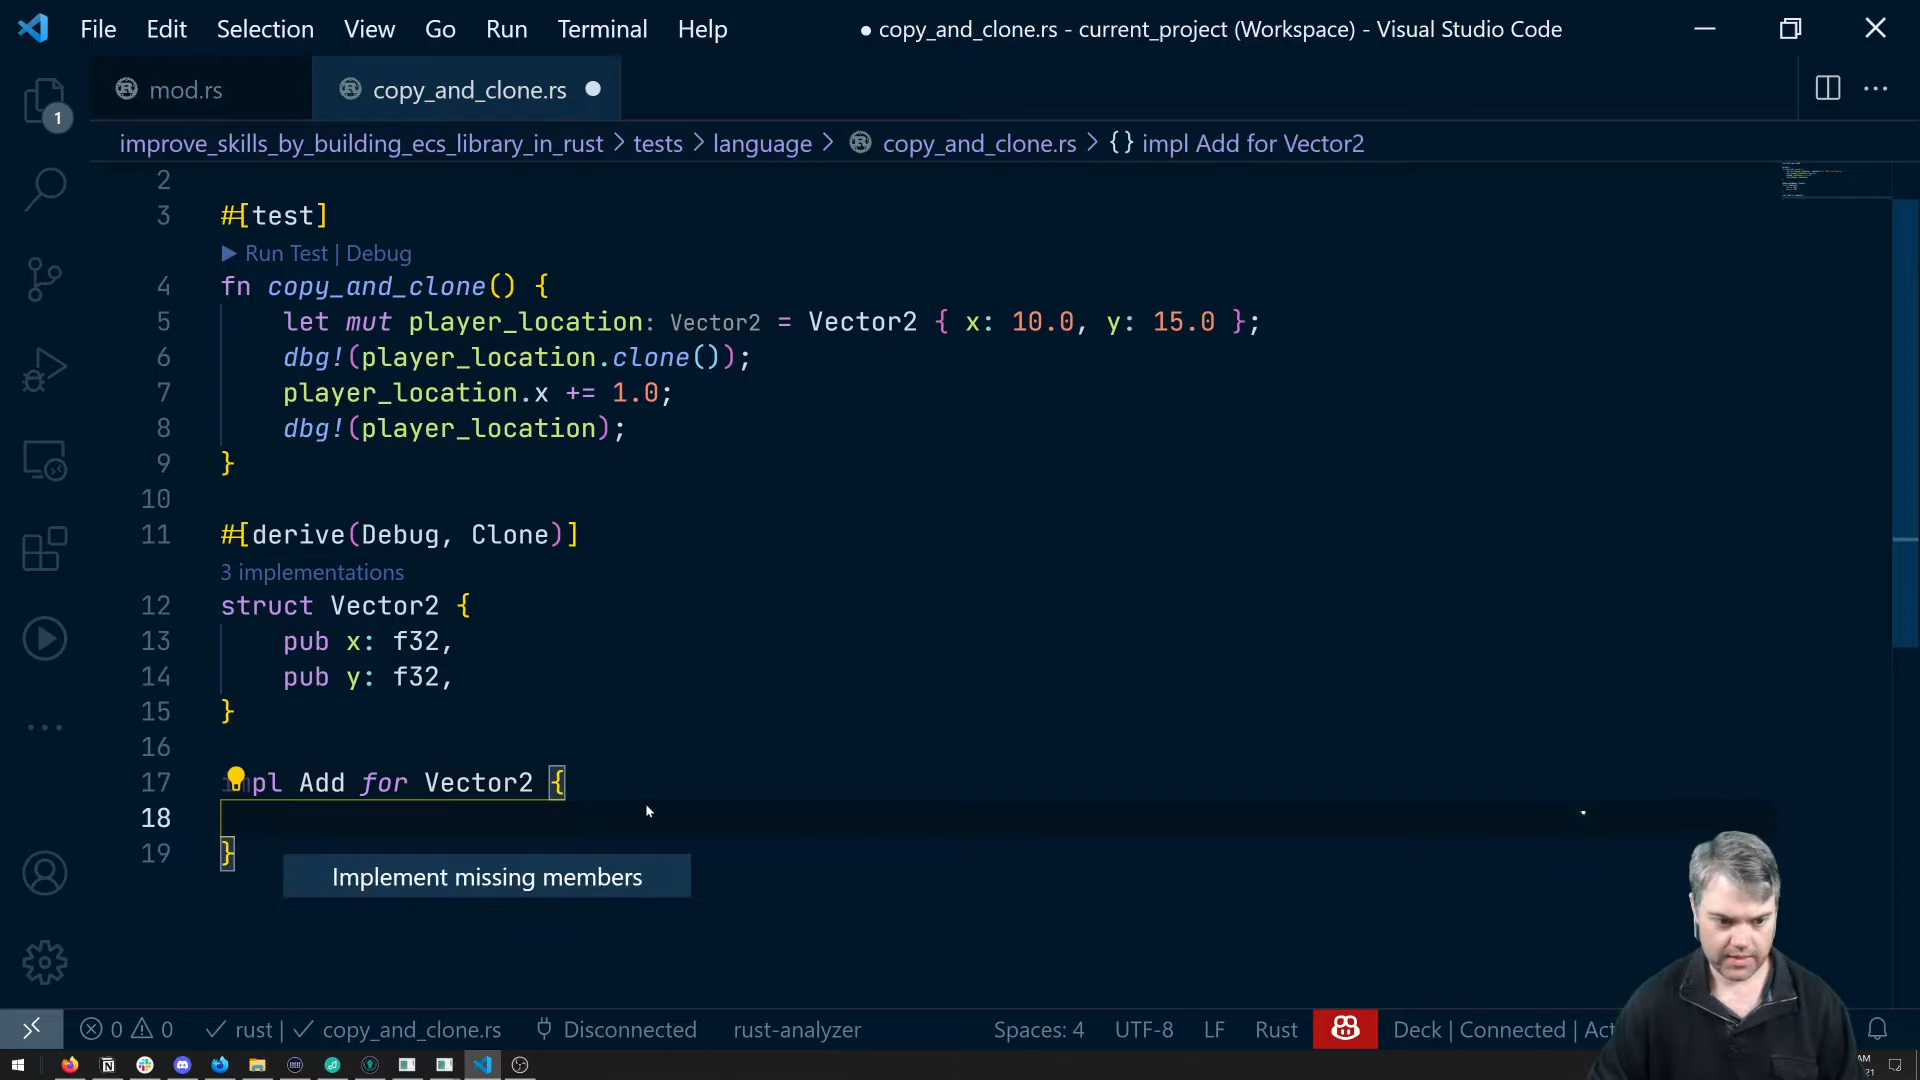 File Edit Selection View Go Run Terminal Help ● copy_and_clone.rs - current_project (Workspace) - Visual Studio Code
mod.rs copy_and_clone.rs
1
improve_skills_by_building_ecs_library_in_rust > tests > language > copy_and_clone.rs > {} impl Add for Vector2
2
3 #[test]
▶ Run Test | Debug
4 fn copy_and_clone() {
5 let mut player_location: Vector2 = Vector2 { x: 10.0, y: 15.0 };
6 dbg!(player_location.clone());
7 player_location.x += 1.0;
8 dbg!(player_location);
9 }
10
11 #[derive(Debug, Clone)]
3 implementations
12 struct Vector2 {
13 pub x: f32,
14 pub y: f32,
15 }
16
17 impl Add for Vector2 {
18
19 }
Implement missing members
0 0 rust | copy_and_clone.rs Disconnected rust-analyzer Spaces: 4 UTF-8 LF Rust Deck | Connected | Act
AM
21